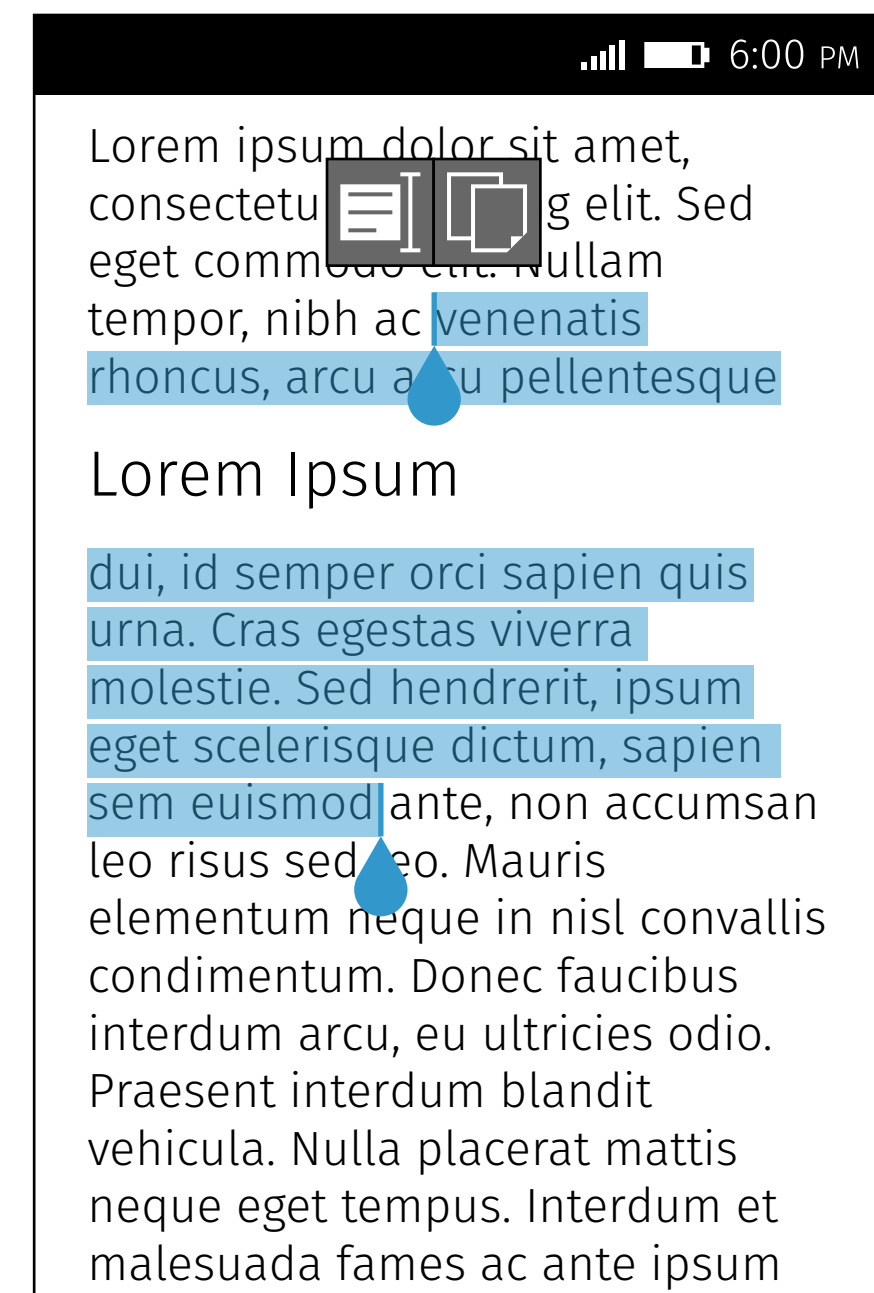 6:00 PM
Lorem ipsum dolor sit amet,
consectetu g elit. Sed
eget commodo elit. Nullam
tempor, nibh ac venenatis
rhoncus, arcu arcu pellentesque
Lorem Ipsum
dui, id semper orci sapien quis
urna. Cras egestas viverra
molestie. Sed hendrerit, ipsum
eget scelerisque dictum, sapien
sem euismod ante, non accumsan
leo risus sed leo. Mauris
elementum neque in nisl convallis
condimentum. Donec faucibus
interdum arcu, eu ultricies odio.
Praesent interdum blandit
vehicula. Nulla placerat mattis
neque eget tempus. Interdum et
malesuada fames ac ante ipsum